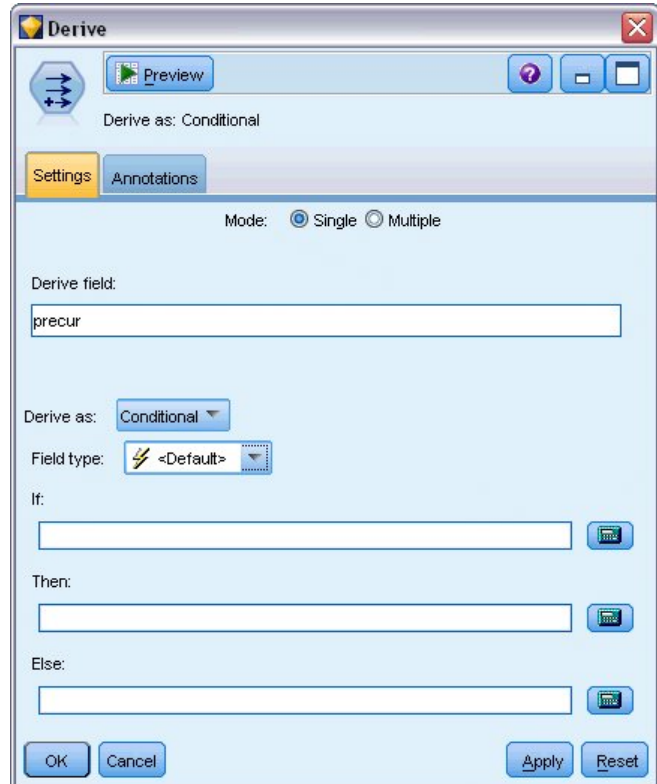 Derive
Preview
Derive as: Conditional
Settings Annotations
Mode: Single Multiple
Derive field:
precur
Derive as: Conditional
Field type: <Default>
If:
Then:
Else:
OK Cancel Apply Reset